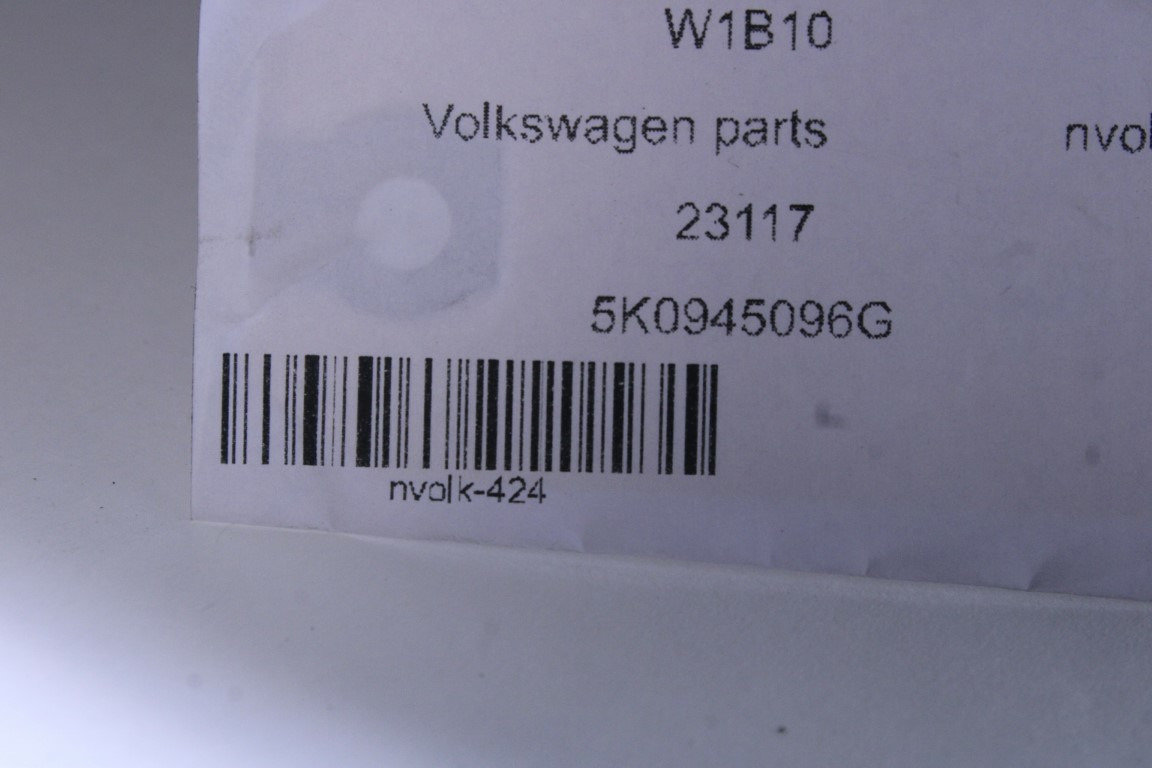 W1B10
Volkswagen parts nvol
23117
5K0945096G
nvolk-424